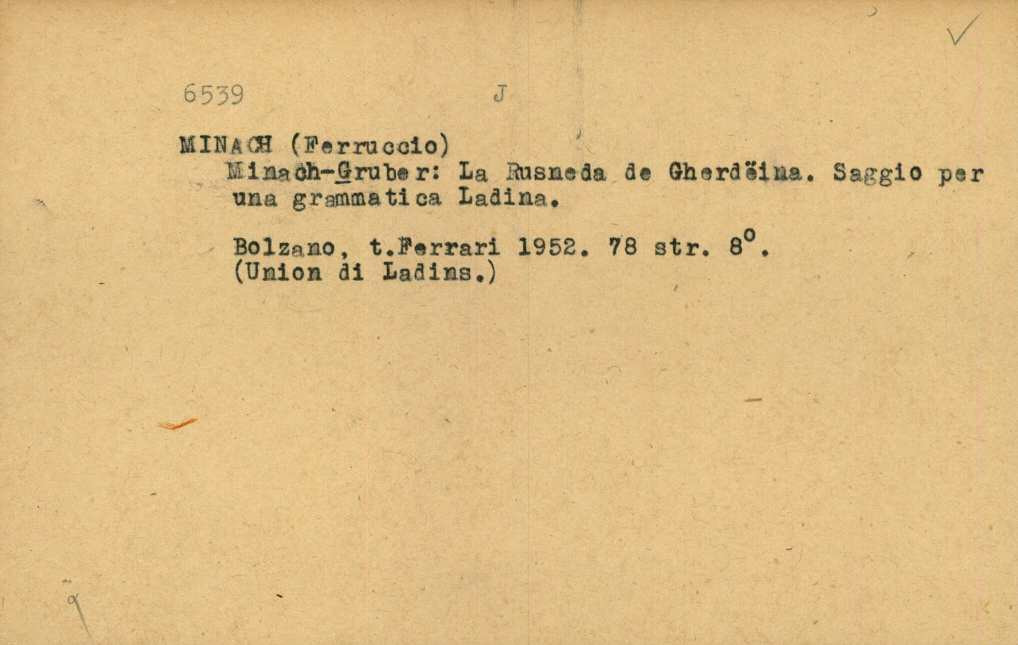 6539 J
MINACH (Ferruccio)
Minach-Gruber: La Rusneda de Gherdëina. Saggio per
una grammatica Ladina.
Bolzano, t.Ferrari 1952. 78 str. 8º.
(Union di Ladins.)